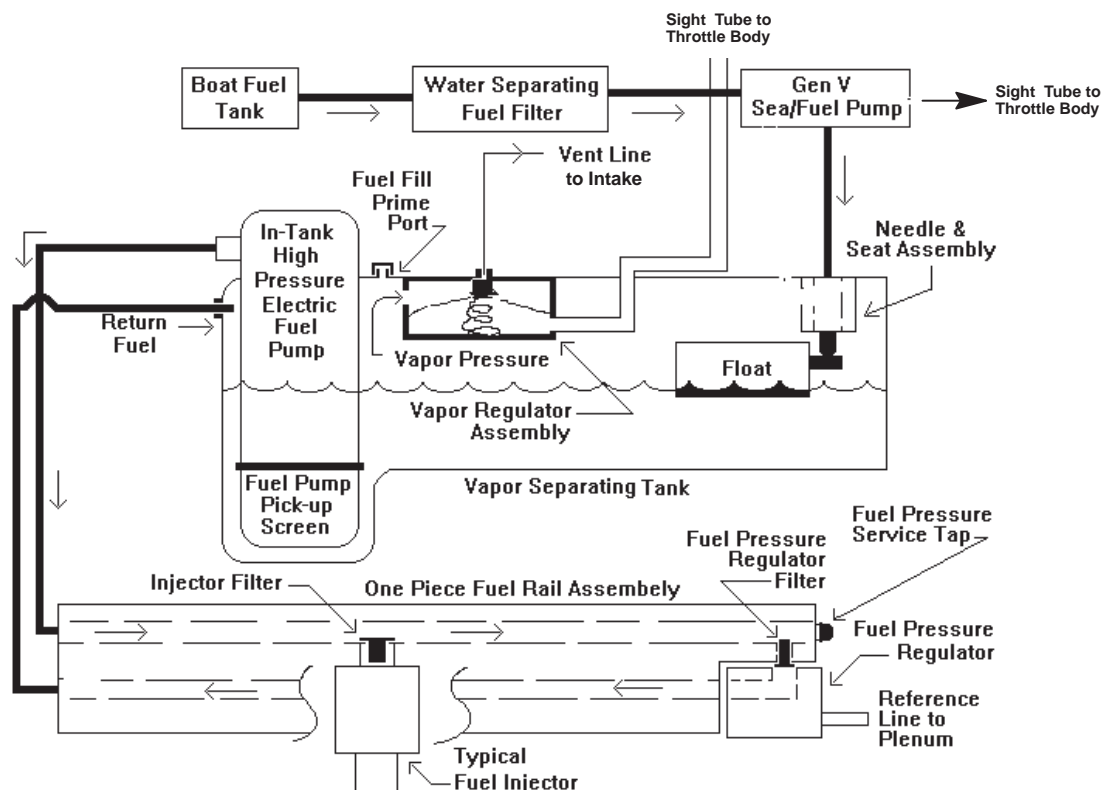 Sight Tube to
Throttle Body
Boat Fuel
Tank
Water Separating
Fuel Filter
Gen V
Sea/Fuel Pump
Sight Tube to
Throttle Body
Vent Line
to Intake
Fuel Fill
Prime
Port
Needle &
Seat Assembly
In-Tank
High
Pressure
Electric
Fuel
Pump
Return
Fuel
Vapor Pressure
Float
Vapor Regulator
Assembly
Fuel Pump
Pick-up
Screen
Vapor Separating Tank
Fuel Pressure
Service Tap
Fuel Pressure
Regulator
Filter
Injector Filter
One Piece Fuel Rail Assembely
Fuel Pressure
Regulator
Reference
Line to
Plenum
Typical
Fuel Injector